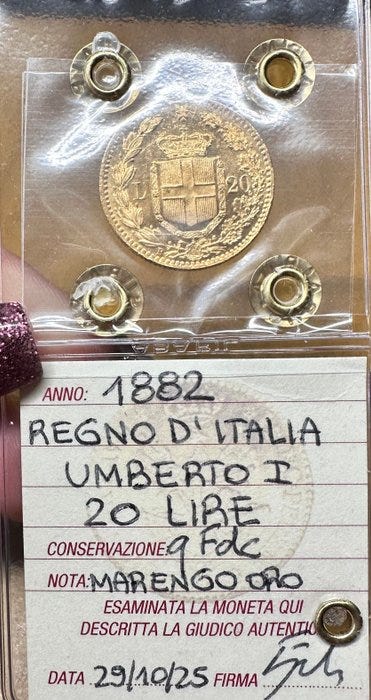 L 20
R
ANNO: 1882
REGNO D'ITALIA
UMBERTO I
20 LIRE
CONSERVAZIONE: q Fdc
NOTA: MARENGO ORO
ESAMINATA LA MONETA QUI
DESCRITTA LA GIUDICO AUTENTIC
DATA 29/10/25 FIRMA